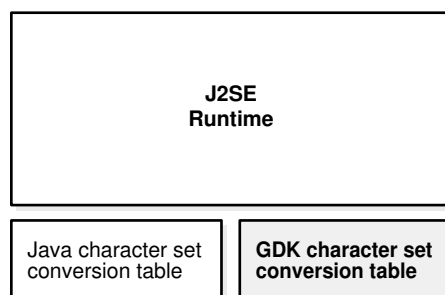 J2SE
Runtime
Java character set
conversion table
GDK character set
conversion table